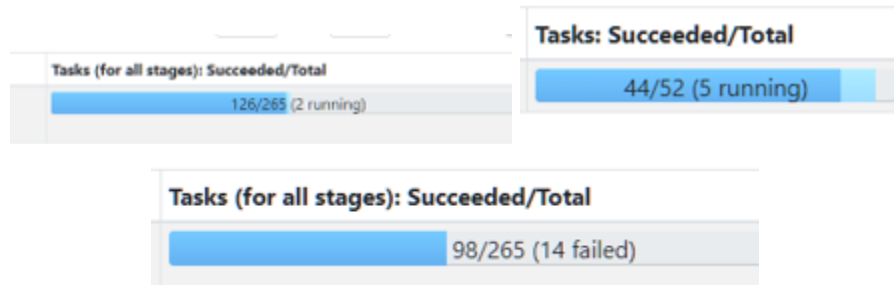 Tasks (for all stages): Succeeded/Total
126/265 (2 running)
Tasks: Succeeded/Total
44/52 (5 running)
Tasks (for all stages): Succeeded/Total
98/265 (14 failed)